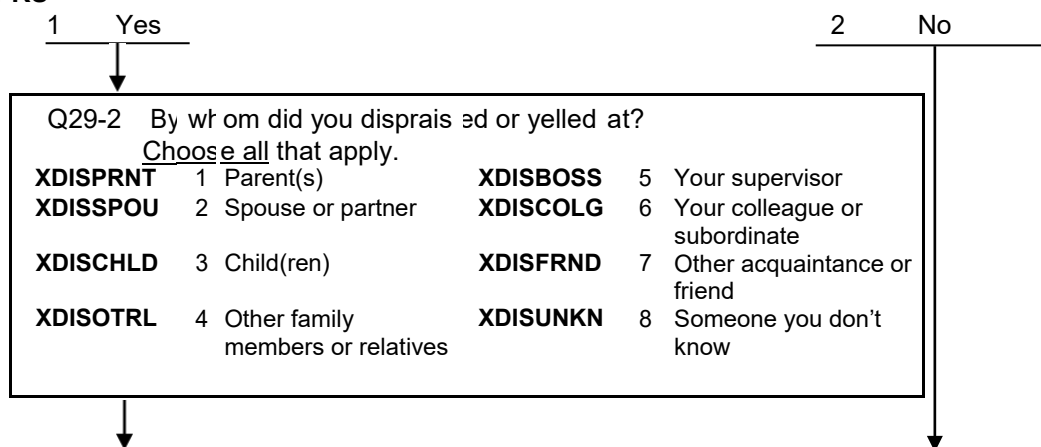 1 Yes 2 No
Q29-2 By whom did you dispraised or yelled at?
Choose all that apply.
XDISPRNT 1 Parent(s) XDISBOSS 5 Your supervisor
XDISSPOU 2 Spouse or partner XDISCOLG 6 Your colleague or
subordinate
XDISCHLD 3 Child(ren) XDISFRND 7 Other acquaintance or
friend
XDISOTRL 4 Other family XDISUNKN 8 Someone you don't
members or relatives know